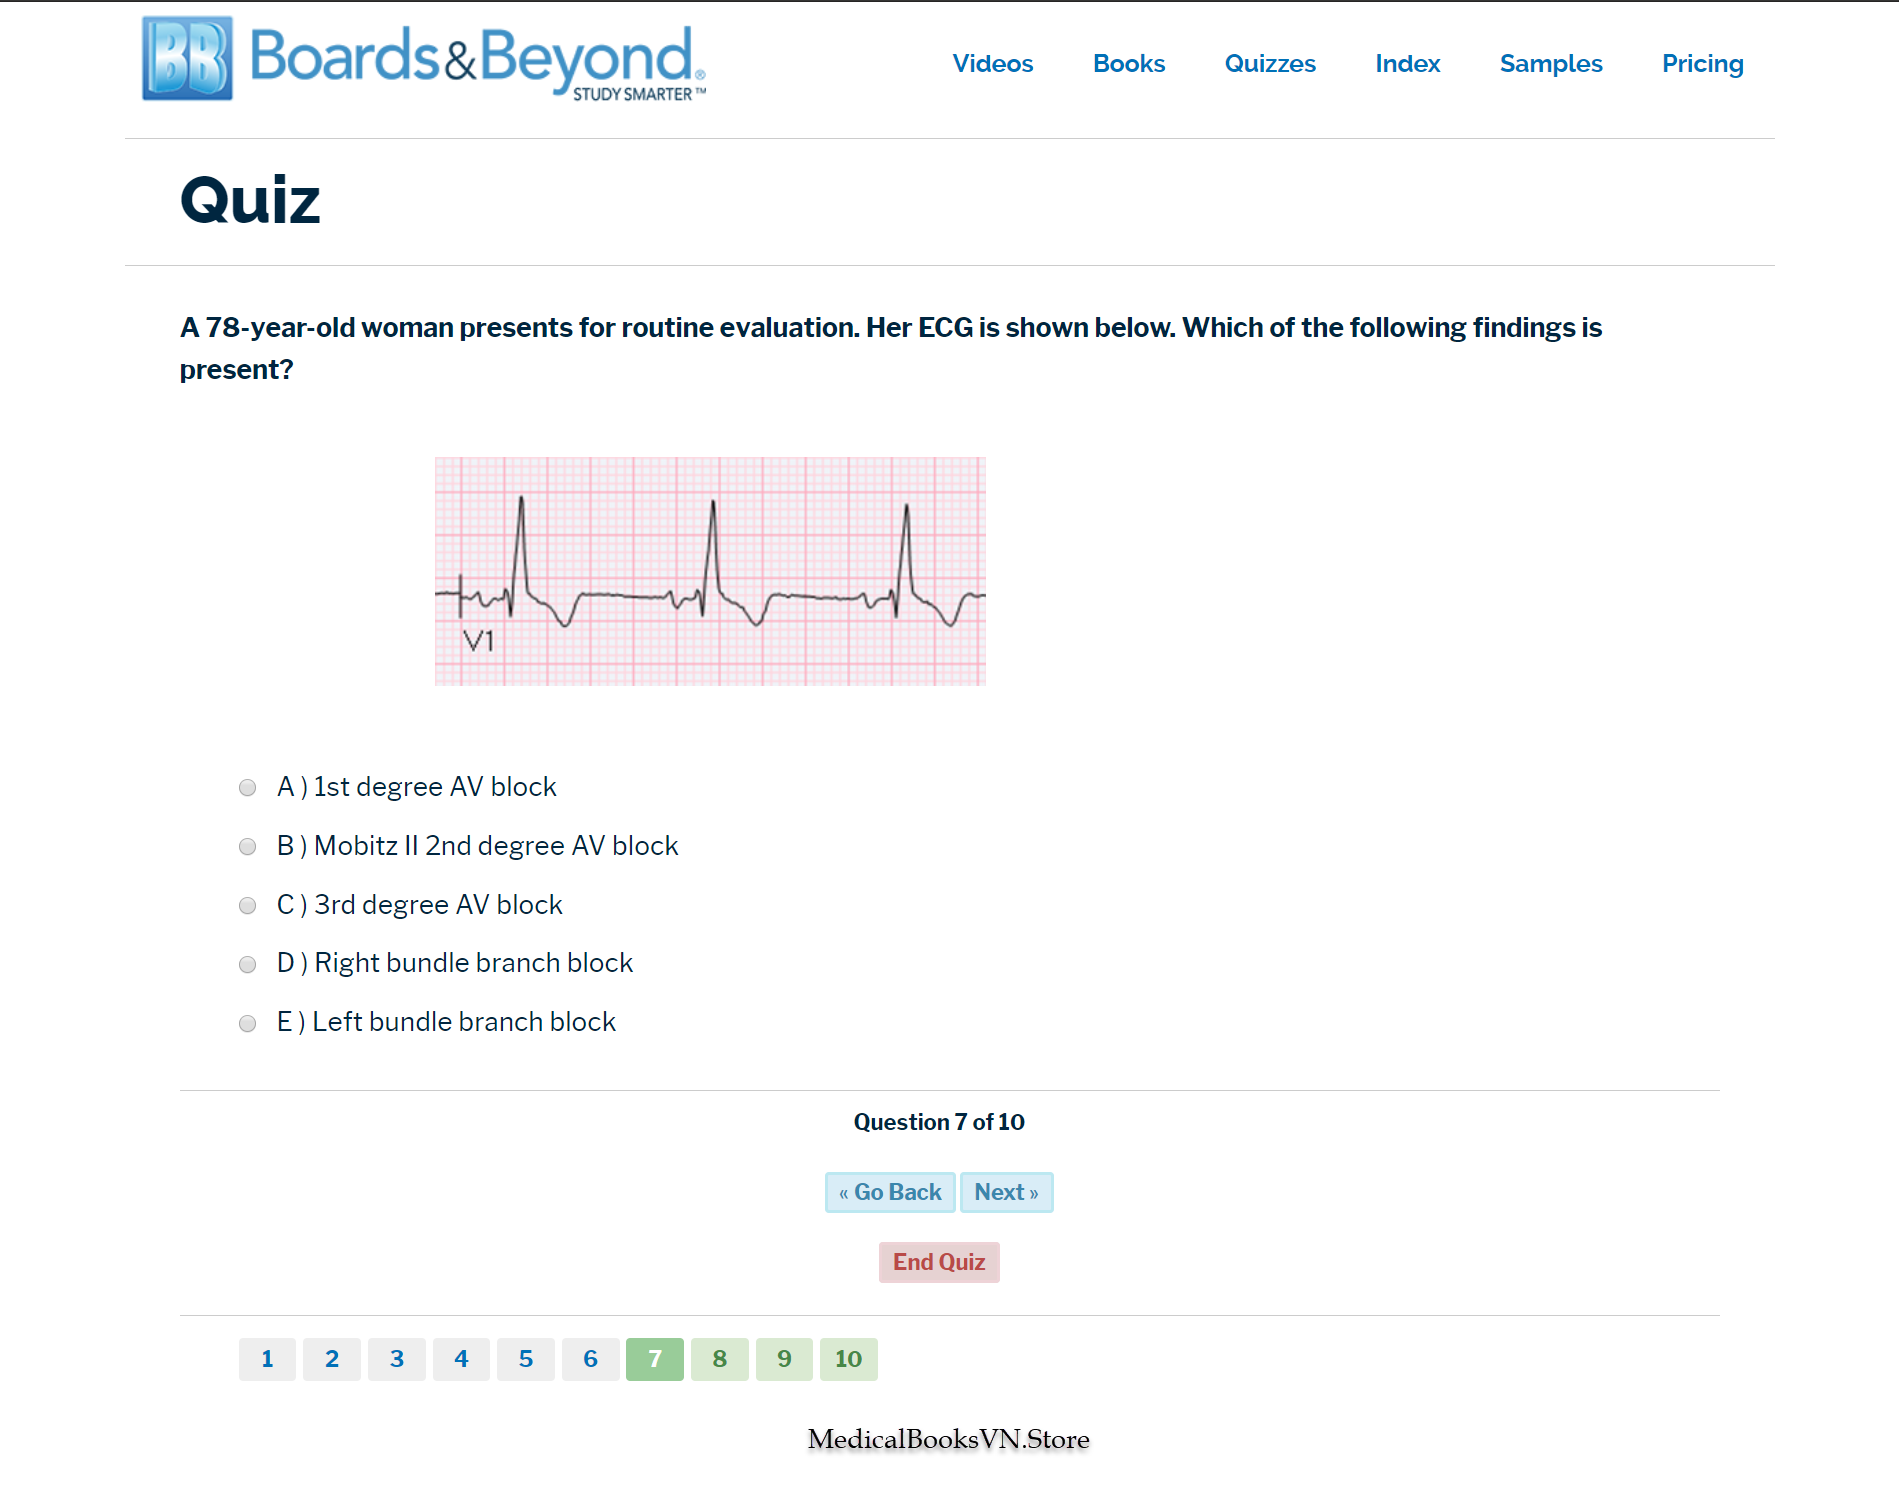 BB Boards&Beyond®
STUDY SMARTER™
Videos Books Quizzes Index Samples Pricing
Quiz
A 78-year-old woman presents for routine evaluation. Her ECG is shown below. Which of the following findings is
present?
V1
A ) 1st degree AV block
B ) Mobitz II 2nd degree AV block
C ) 3rd degree AV block
D ) Right bundle branch block
E ) Left bundle branch block
Question 7 of 10
« Go Back Next »
End Quiz
1 2 3 4 5 6 7 8 9 10
MedicalBooksVN.Store